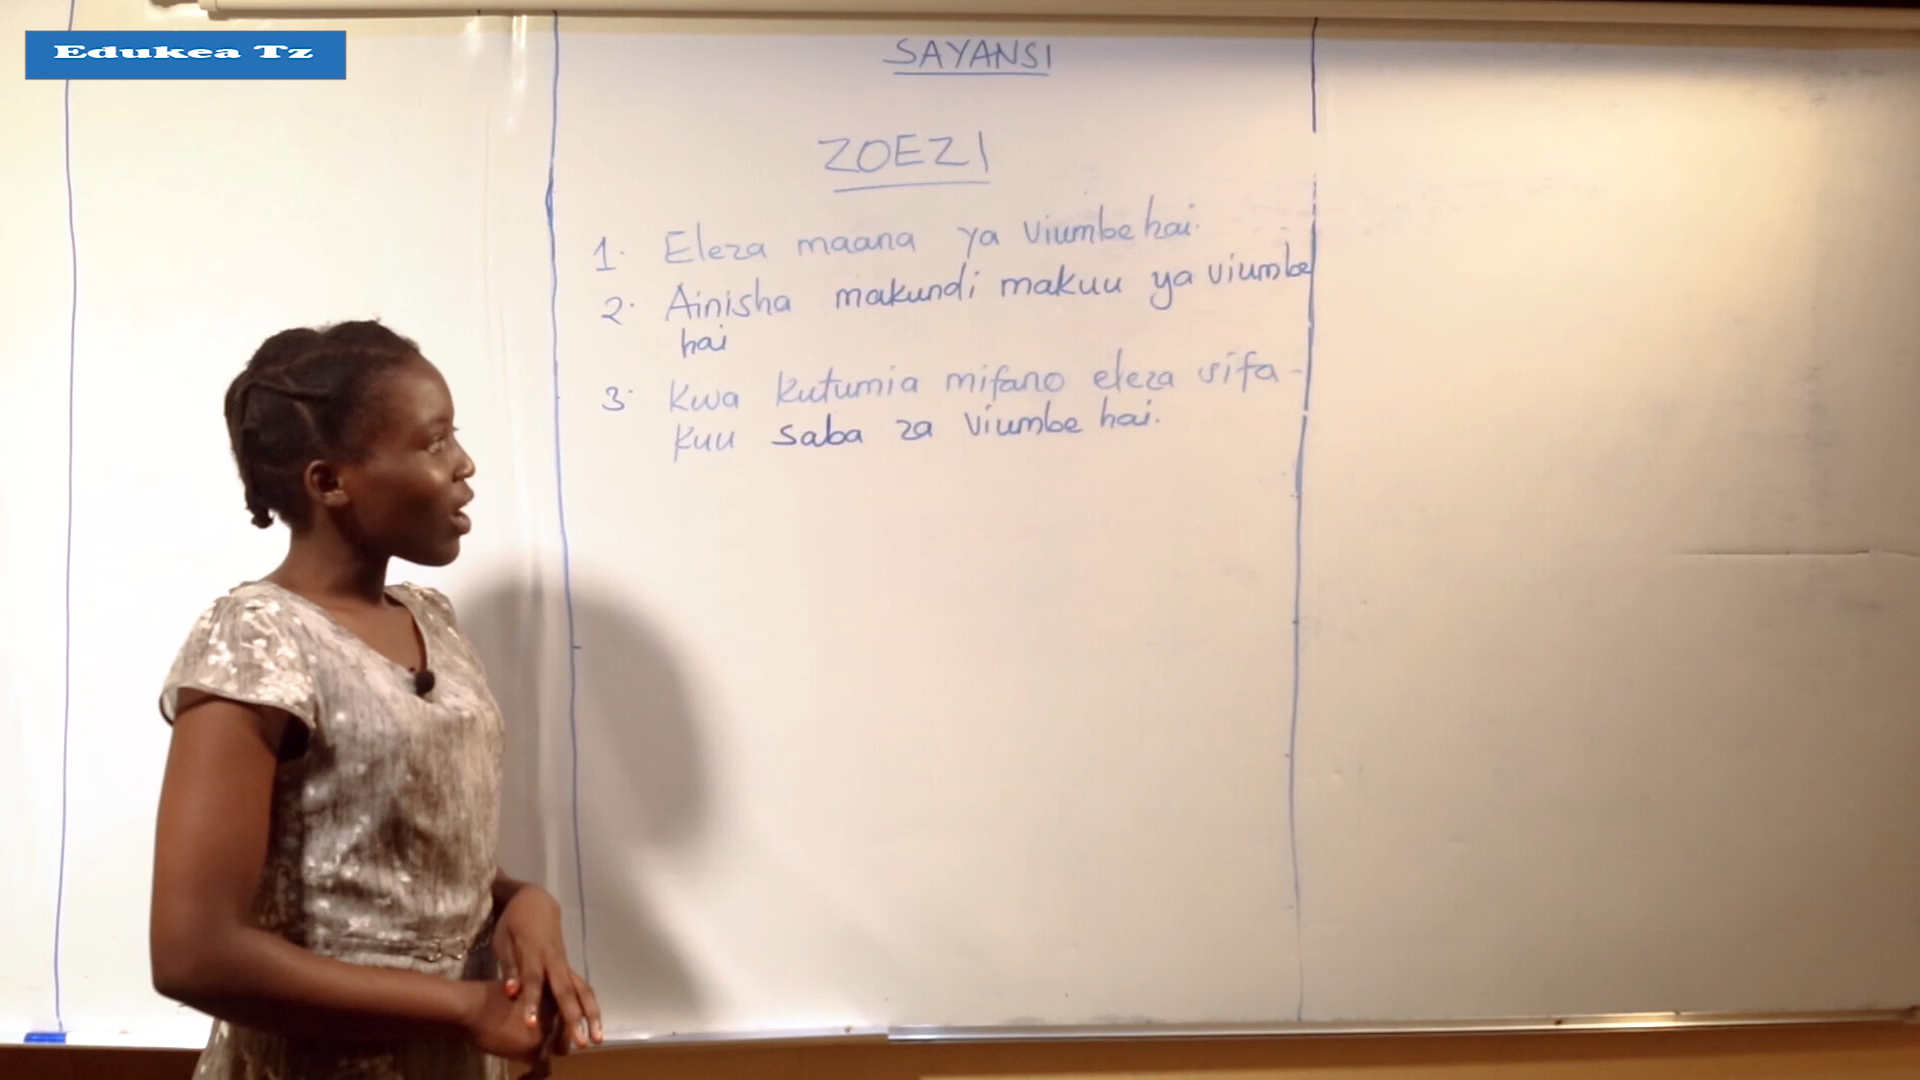 Edukea Tz
SAYANSI
ZOEZI
1. Eleza maana ya viumbe hai.
2. Ainisha makundi makuu ya viumbe
hai
3. Kwa kutumia mifano eleza sifa -
kuu saba za viumbe hai.